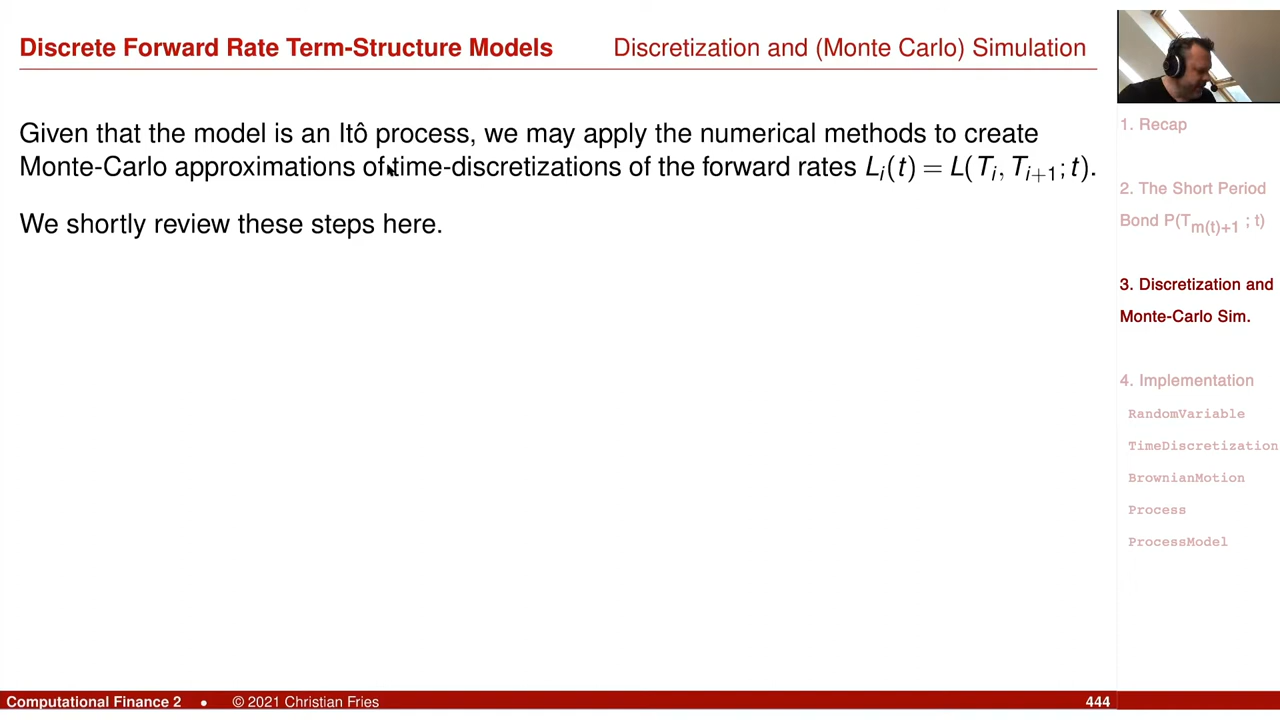 Discrete Forward Rate Term-Structure Models
Discretization and (Monte Carlo) Simulation
Given that the model is an Itô process, we may apply the numerical methods to create
Monte-Carlo approximations of time-discretizations of the forward rates Lᵢ(t) = L(Tᵢ, Tᵢ₊₁; t).
We shortly review these steps here.
1. Recap
2. The Short Period
Bond P(T_{m(t)+1} ; t)
3. Discretization and
Monte-Carlo Sim.
4. Implementation
RandomVariable
TimeDiscretization
BrownianMotion
Process
ProcessModel
Computational Finance 2 • © 2021 Christian Fries 444